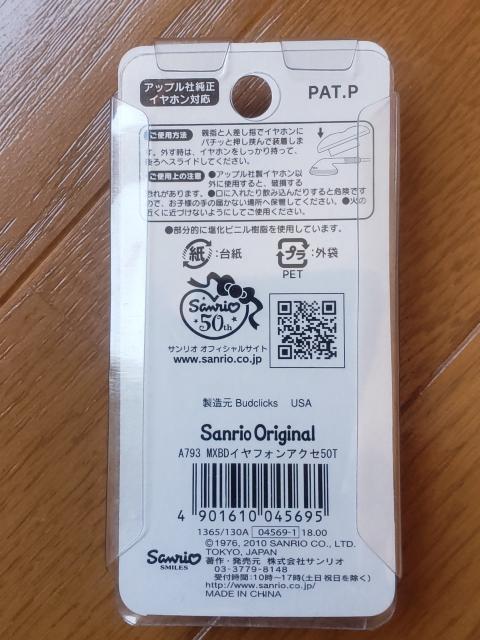 アップル社純正
イヤホン対応
PAT.P
ご使用方法
親指と人差し指でイヤホンに
パチッと押し挟んで装着しま
す。外す時は、イヤホンをしっかり持って、
後ろへスライドしてください。
ご使用上の注意
●アップル社製イヤホン以
外に使用すると、破損する
恐れがあります。●口に入れたり飲み込んだりすると危険です
ので、お子様の手の届かない場所へ保管してください。●火の
近くに近づけないようにしてご使用ください。
●部分的に塩化ビニル樹脂を使用しています。
紙
:台紙
プラ
:外袋
PET
Sanrio
50th
サンリオ オフィシャルサイト
www.sanrio.co.jp
製造元 Budclicks USA
Sanrio Original
A793 MXBDイヤフォンアクセ50T
4 901610 045695
1365/130A 04569-1 18.00
©1976, 2010 SANRIO CO., LTD.
TOKYO, JAPAN
Sanrio
SMILES
著作・発売元 株式会社サンリオ
03-3779-8148
受付時間:10時~17時(土日祝日を除く)
http://www.sanrio.co.jp/
MADE IN CHINA